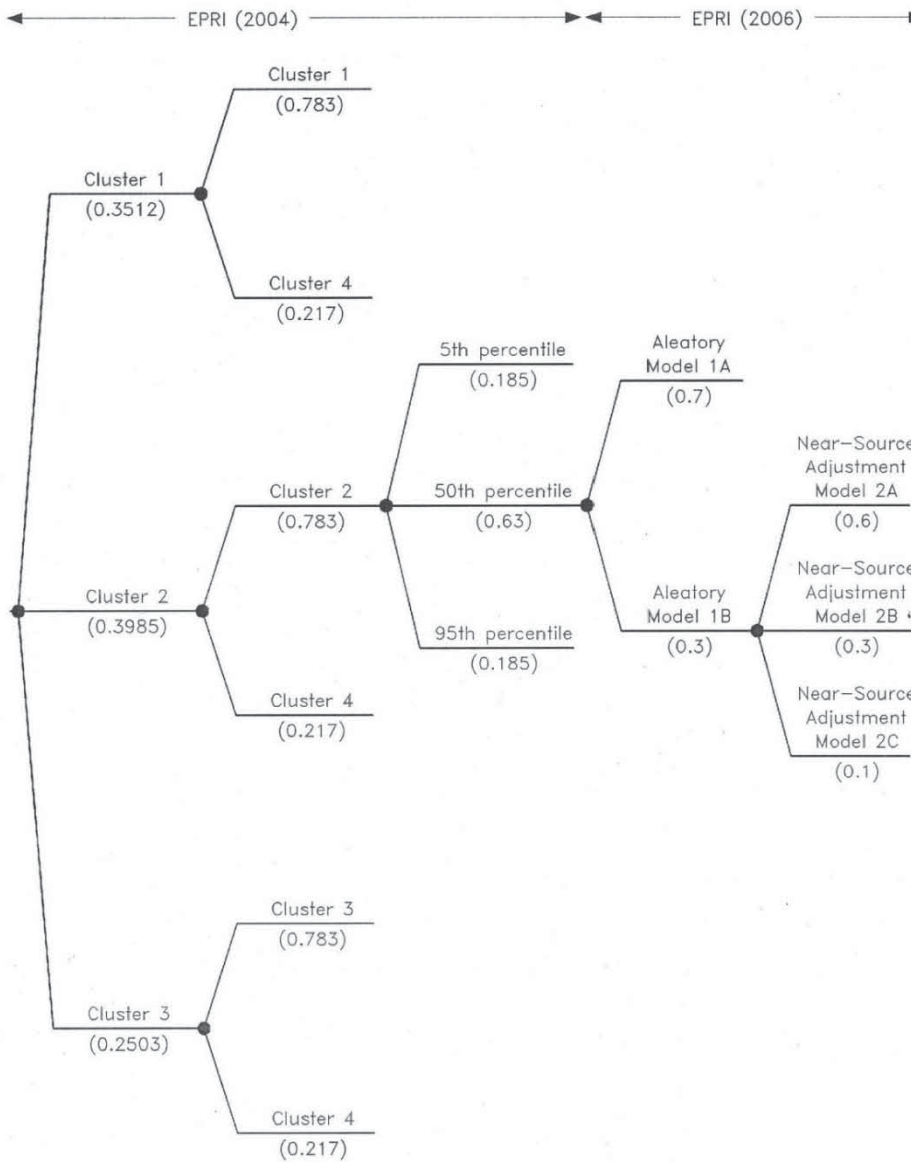 EPRI (2004)
EPRI (2006)
Cluster 1
(0.783)
Cluster 1
(0.3512)
Cluster 4
(0.217)
5th percentile
(0.185)
Aleatory
Model 1A
(0.7)
Cluster 2
(0.783)
50th percentile
(0.63)
Near-Source
Adjustment
Model 2A
(0.6)
Cluster 2
(0.3985)
95th percentile
(0.185)
Aleatory
Model 1B
(0.3)
Near-Source
Adjustment
Model 2B
(0.3)
Cluster 4
(0.217)
Near-Source
Adjustment
Model 2C
(0.1)
Cluster 3
(0.783)
Cluster 3
(0.2503)
Cluster 4
(0.217)